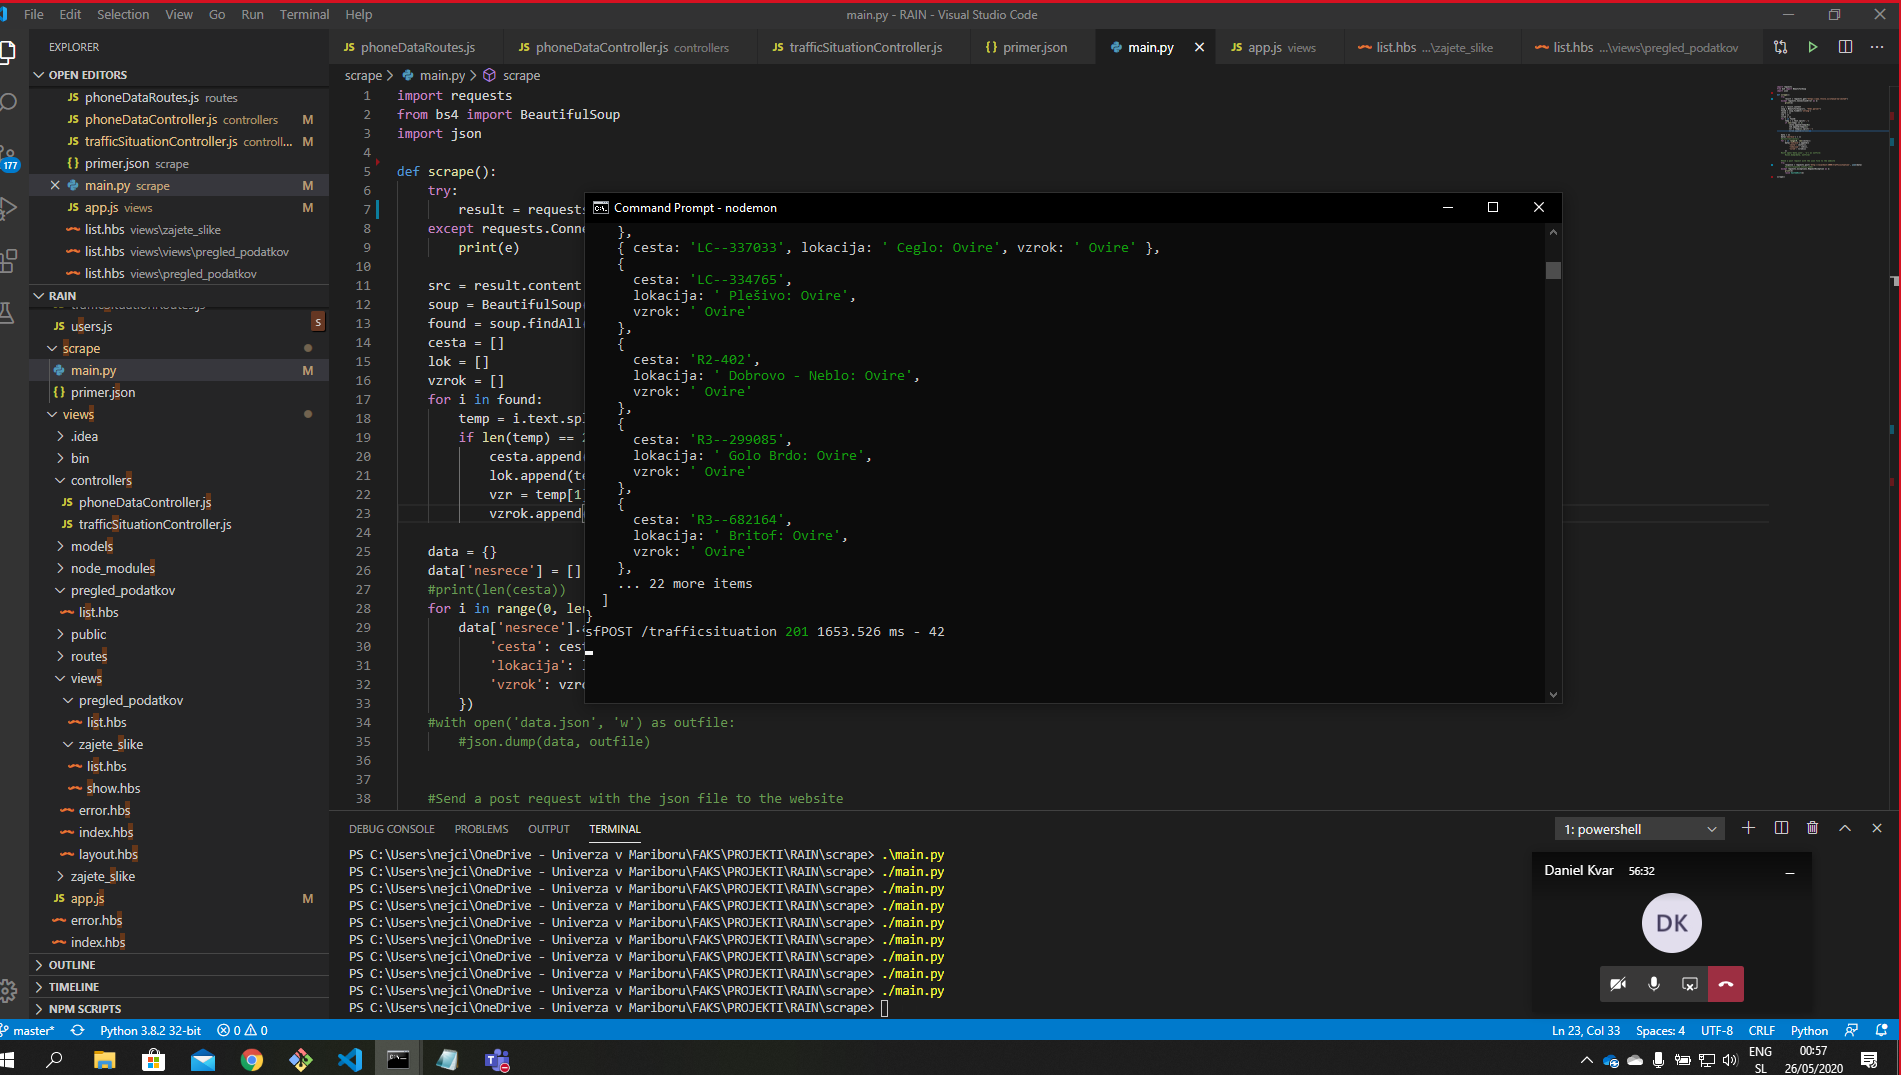 File Edit Selection View Go Run Terminal Help
main.py - RAIN - Visual Studio Code
EXPLORER
OPEN EDITORS
JS phoneDataRoutes.js routes
JS phoneDataController.js controllers M
JS trafficSituationController.js controll... M
{} primer.json scrape
main.py scrape M
JS app.js views M
list.hbs views\zajete_slike
list.hbs views\views\pregled_podatkov
list.hbs views\pregled_podatkov
RAIN
JS users.js
S
scrape
main.py M
{} primer.json
views
.idea
bin
controllers
JS phoneDataController.js
JS trafficSituationController.js
models
node_modules
pregled_podatkov
list.hbs
public
routes
views
pregled_podatkov
list.hbs
zajete_slike
list.hbs
show.hbs
error.hbs
index.hbs
layout.hbs
zajete_slike
JS app.js M
error.hbs
index.hbs
OUTLINE
TIMELINE
NPM SCRIPTS
177
JS phoneDataRoutes.js
JS phoneDataController.js controllers
JS trafficSituationController.js
{} primer.json
main.py
JS app.js views
list.hbs ...\zajete_slike
list.hbs ...\views\pregled_podatkov
scrape > main.py > scrape
1 import requests
2 from bs4 import BeautifulSoup
3 import json
4
5 def scrape():
6 try:
7 result = requests
8 except requests.Conne
9 print(e)
10
11 src = result.content
12 soup = BeautifulSoup
13 found = soup.findAll
14 cesta = []
15 lok = []
16 vzrok = []
17 for i in found:
18 temp = i.text.spl
19 if len(temp) ==
20 cesta.append
21 lok.append(te
22 vzr = temp[1
23 vzrok.append
24
25 data = {}
26 data['nesrece'] = []
27 #print(len(cesta))
28 for i in range(0, le
29 data['nesrece'].
30 'cesta': ces
31 'lokacija':
32 'vzrok': vzr
33 })
34 #with open('data.json', 'w') as outfile:
35 #json.dump(data, outfile)
36
37
38 #Send a post request with the json file to the website
Command Prompt - nodemon
},
{ cesta: 'LC--337033', lokacija: ' Ceglo: Ovire', vzrok: ' Ovire' },
{
cesta: 'LC--334765',
lokacija: ' Plešivo: Ovire',
vzrok: ' Ovire'
},
{
cesta: 'R2-402',
lokacija: ' Dobrovo - Neblo: Ovire',
vzrok: ' Ovire'
},
{
cesta: 'R3--299085',
lokacija: ' Golo Brdo: Ovire',
vzrok: ' Ovire'
},
{
cesta: 'R3--682164',
lokacija: ' Britof: Ovire',
vzrok: ' Ovire'
},
... 22 more items
]
}
sfPOST /trafficsituation 201 1653.526 ms - 42
DEBUG CONSOLE PROBLEMS OUTPUT TERMINAL
1: powershell
PS C:\Users\nejci\OneDrive - Univerza v Mariboru\FAKS\PROJEKTI\RAIN\scrape> .\main.py
PS C:\Users\nejci\OneDrive - Univerza v Mariboru\FAKS\PROJEKTI\RAIN\scrape> ./main.py
PS C:\Users\nejci\OneDrive - Univerza v Mariboru\FAKS\PROJEKTI\RAIN\scrape> ./main.py
PS C:\Users\nejci\OneDrive - Univerza v Mariboru\FAKS\PROJEKTI\RAIN\scrape> ./main.py
PS C:\Users\nejci\OneDrive - Univerza v Mariboru\FAKS\PROJEKTI\RAIN\scrape> ./main.py
PS C:\Users\nejci\OneDrive - Univerza v Mariboru\FAKS\PROJEKTI\RAIN\scrape> ./main.py
PS C:\Users\nejci\OneDrive - Univerza v Mariboru\FAKS\PROJEKTI\RAIN\scrape> ./main.py
PS C:\Users\nejci\OneDrive - Univerza v Mariboru\FAKS\PROJEKTI\RAIN\scrape> ./main.py
PS C:\Users\nejci\OneDrive - Univerza v Mariboru\FAKS\PROJEKTI\RAIN\scrape> ./main.py
PS C:\Users\nejci\OneDrive - Univerza v Mariboru\FAKS\PROJEKTI\RAIN\scrape>
Daniel Kvar 56:32
DK
master* Python 3.8.2 32-bit 0 0
Ln 23, Col 33 Spaces: 4 UTF-8 CRLF Python
ENG
SL
00:57
26/05/2020